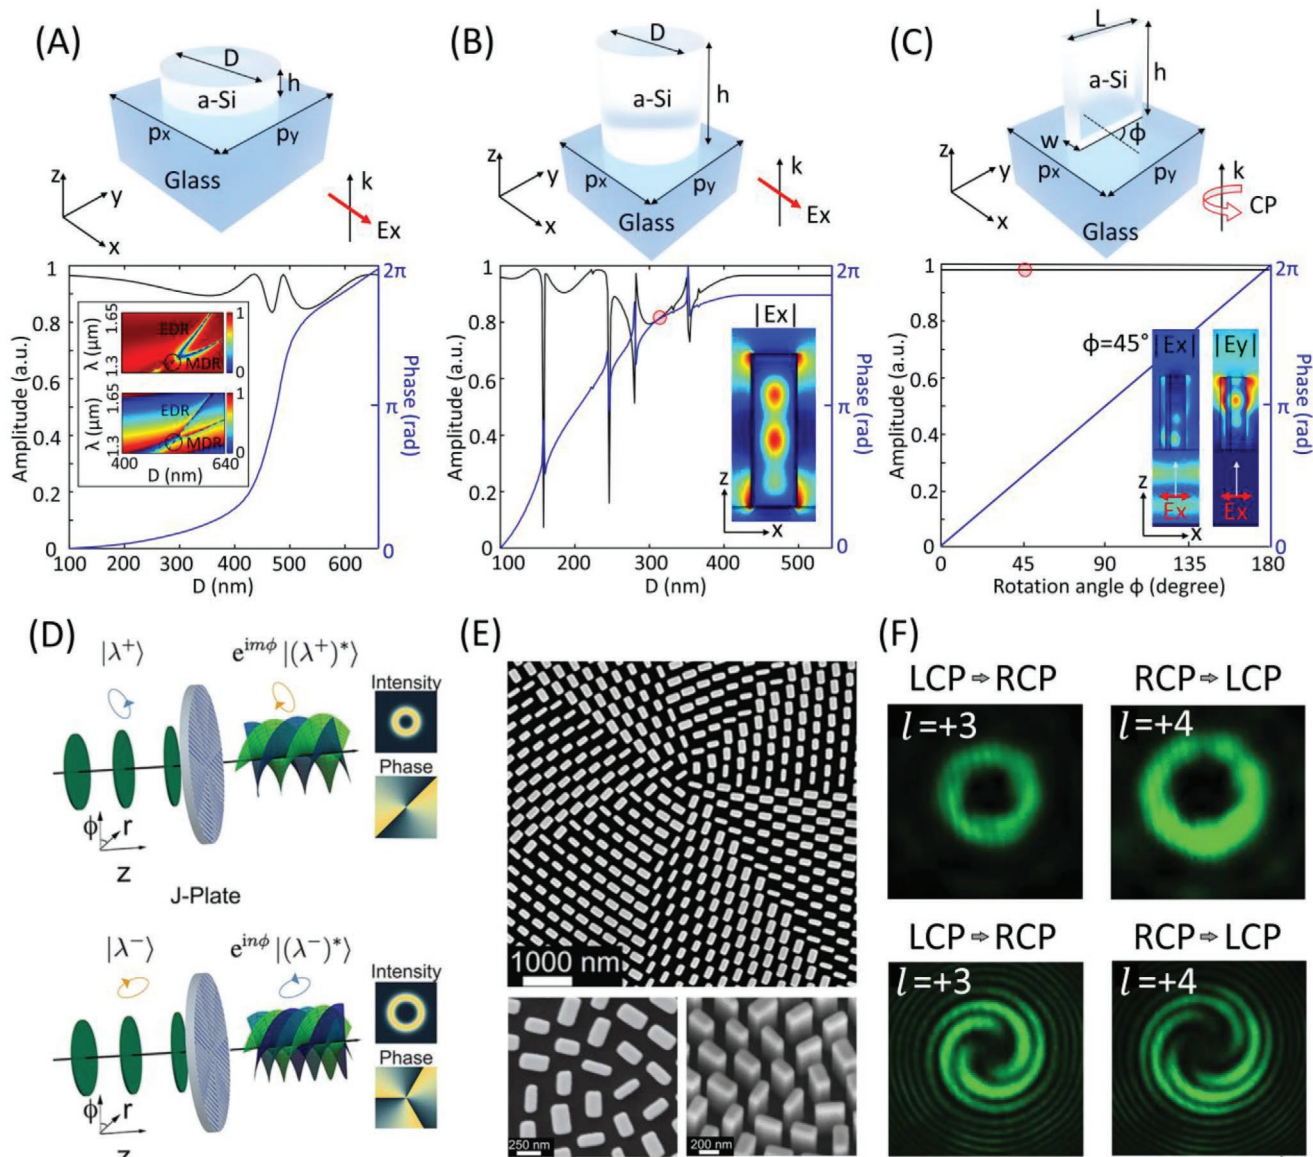 (A)
D
h
a-Si
px
py
Glass
z
y
x
k
Ex
(B)
D
h
a-Si
px
py
Glass
z
y
x
k
Ex
(C)
L
h
a-Si
w
ϕ
px
py
Glass
z
y
x
k
CP
Amplitude (a.u.)
1
0.8
0.6
0.4
0.2
0
2π
π
0
Phase (rad)
λ (μm)
1.65
1.3
EDR
MDR
1
0
λ (μm)
1.65
1.3
EDR
MDR
1
0
400
640
D (nm)
100 200 300 400 500 600
D (nm)
Amplitude (a.u.)
1
0.8
0.6
0.4
0.2
0
2π
π
0
Phase (rad)
|Ex|
z
x
100 200 300 400 500
D (nm)
Amplitude (a.u.)
1
0.8
0.6
0.4
0.2
0
2π
π
0
Phase (rad)
ϕ=45°
|Ex|
|Ey|
Ex
Ex
z
x
0 45 90 135 180
Rotation angle ϕ (degree)
(D)
|λ⁺⟩
e^{imϕ}|(λ⁺)*⟩
Intensity
Phase
ϕ
r
z
J-Plate
|λ⁻⟩
e^{inϕ}|(λ⁻)*⟩
Intensity
Phase
ϕ
r
z
(E)
1000 nm
250 nm
200 nm
(F)
LCP ⇒ RCP
RCP ⇒ LCP
l=+3
l=+4
LCP ⇒ RCP
RCP ⇒ LCP
l=+3
l=+4